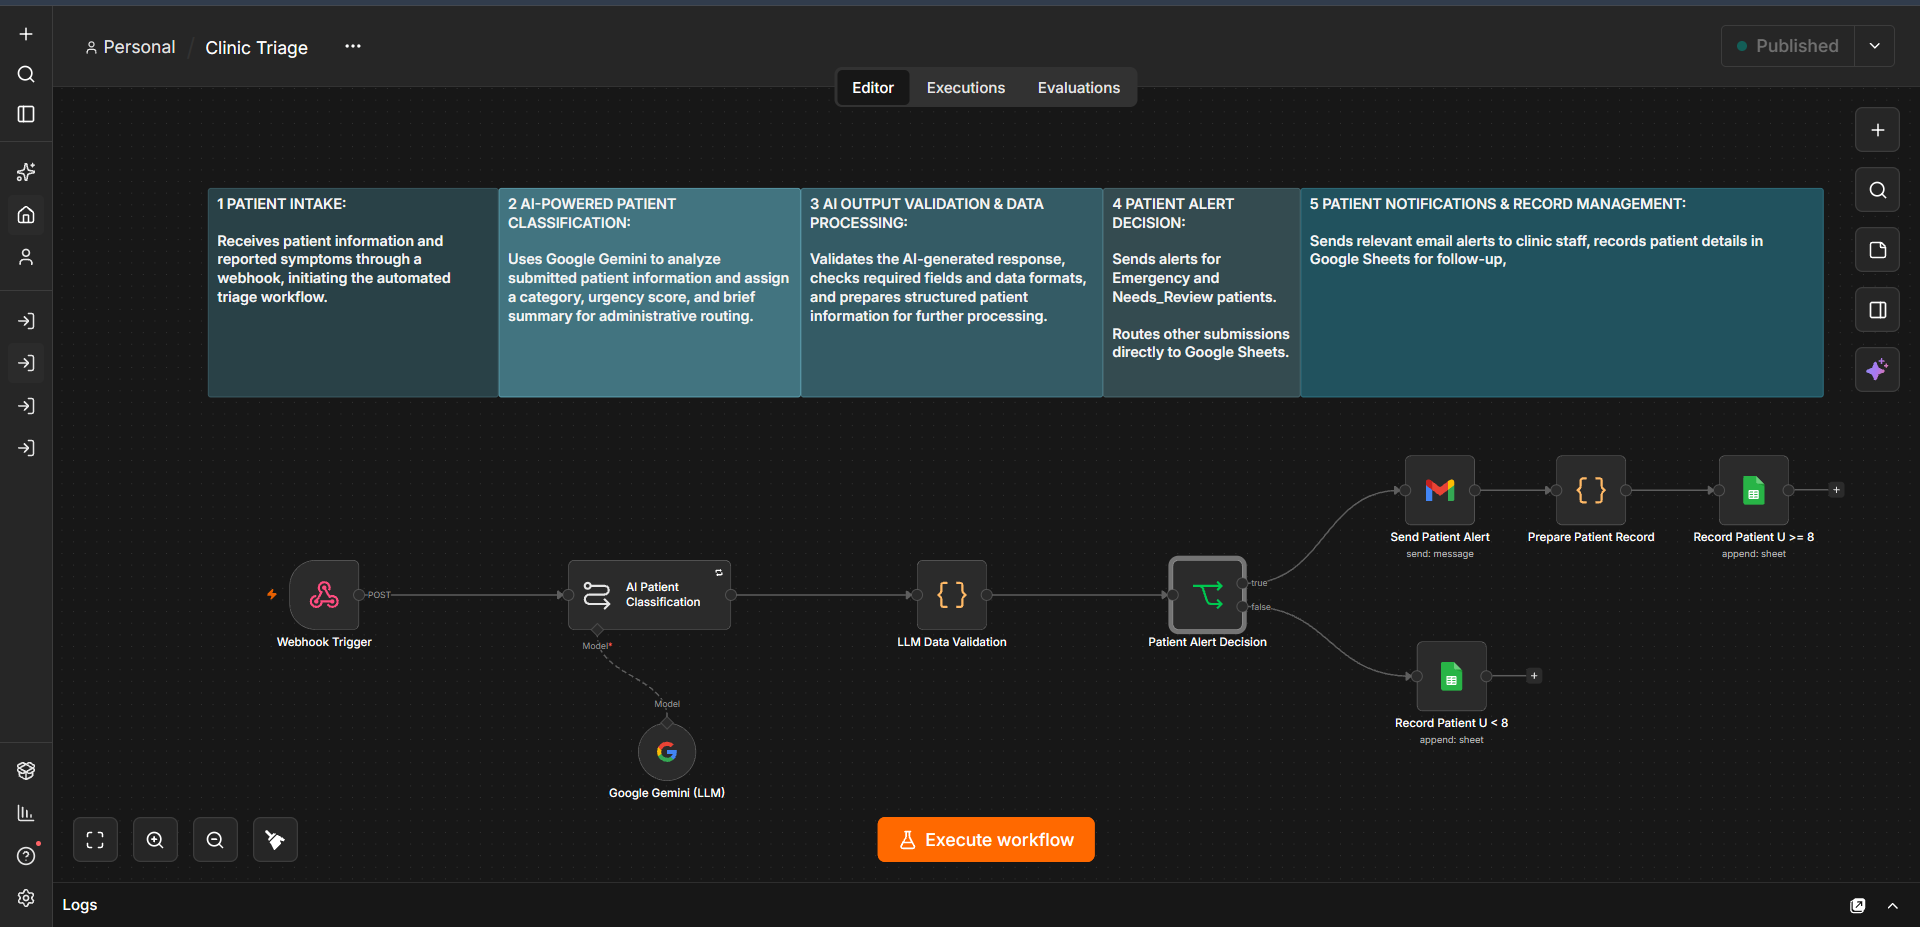 Personal / Clinic Triage ...
Published
Editor Executions Evaluations
1 PATIENT INTAKE:
Receives patient information and
reported symptoms through a
webhook, initiating the automated
triage workflow.
2 AI-POWERED PATIENT
CLASSIFICATION:
Uses Google Gemini to analyze
submitted patient information and assign
a category, urgency score, and brief
summary for administrative routing.
3 AI OUTPUT VALIDATION & DATA
PROCESSING:
Validates the AI-generated response,
checks required fields and data formats,
and prepares structured patient
information for further processing.
4 PATIENT ALERT
DECISION:
Sends alerts for
Emergency and
Needs_Review patients.
Routes other submissions
directly to Google Sheets.
5 PATIENT NOTIFICATIONS & RECORD MANAGEMENT:
Sends relevant email alerts to clinic staff, records patient details in
Google Sheets for follow-up,
Send Patient Alert
send: message
Prepare Patient Record
Record Patient U >= 8
append: sheet
POST
Webhook Trigger
AI Patient
Classification
Model*
Model
Google Gemini (LLM)
LLM Data Validation
true
false
Patient Alert Decision
Record Patient U < 8
append: sheet
Execute workflow
Logs